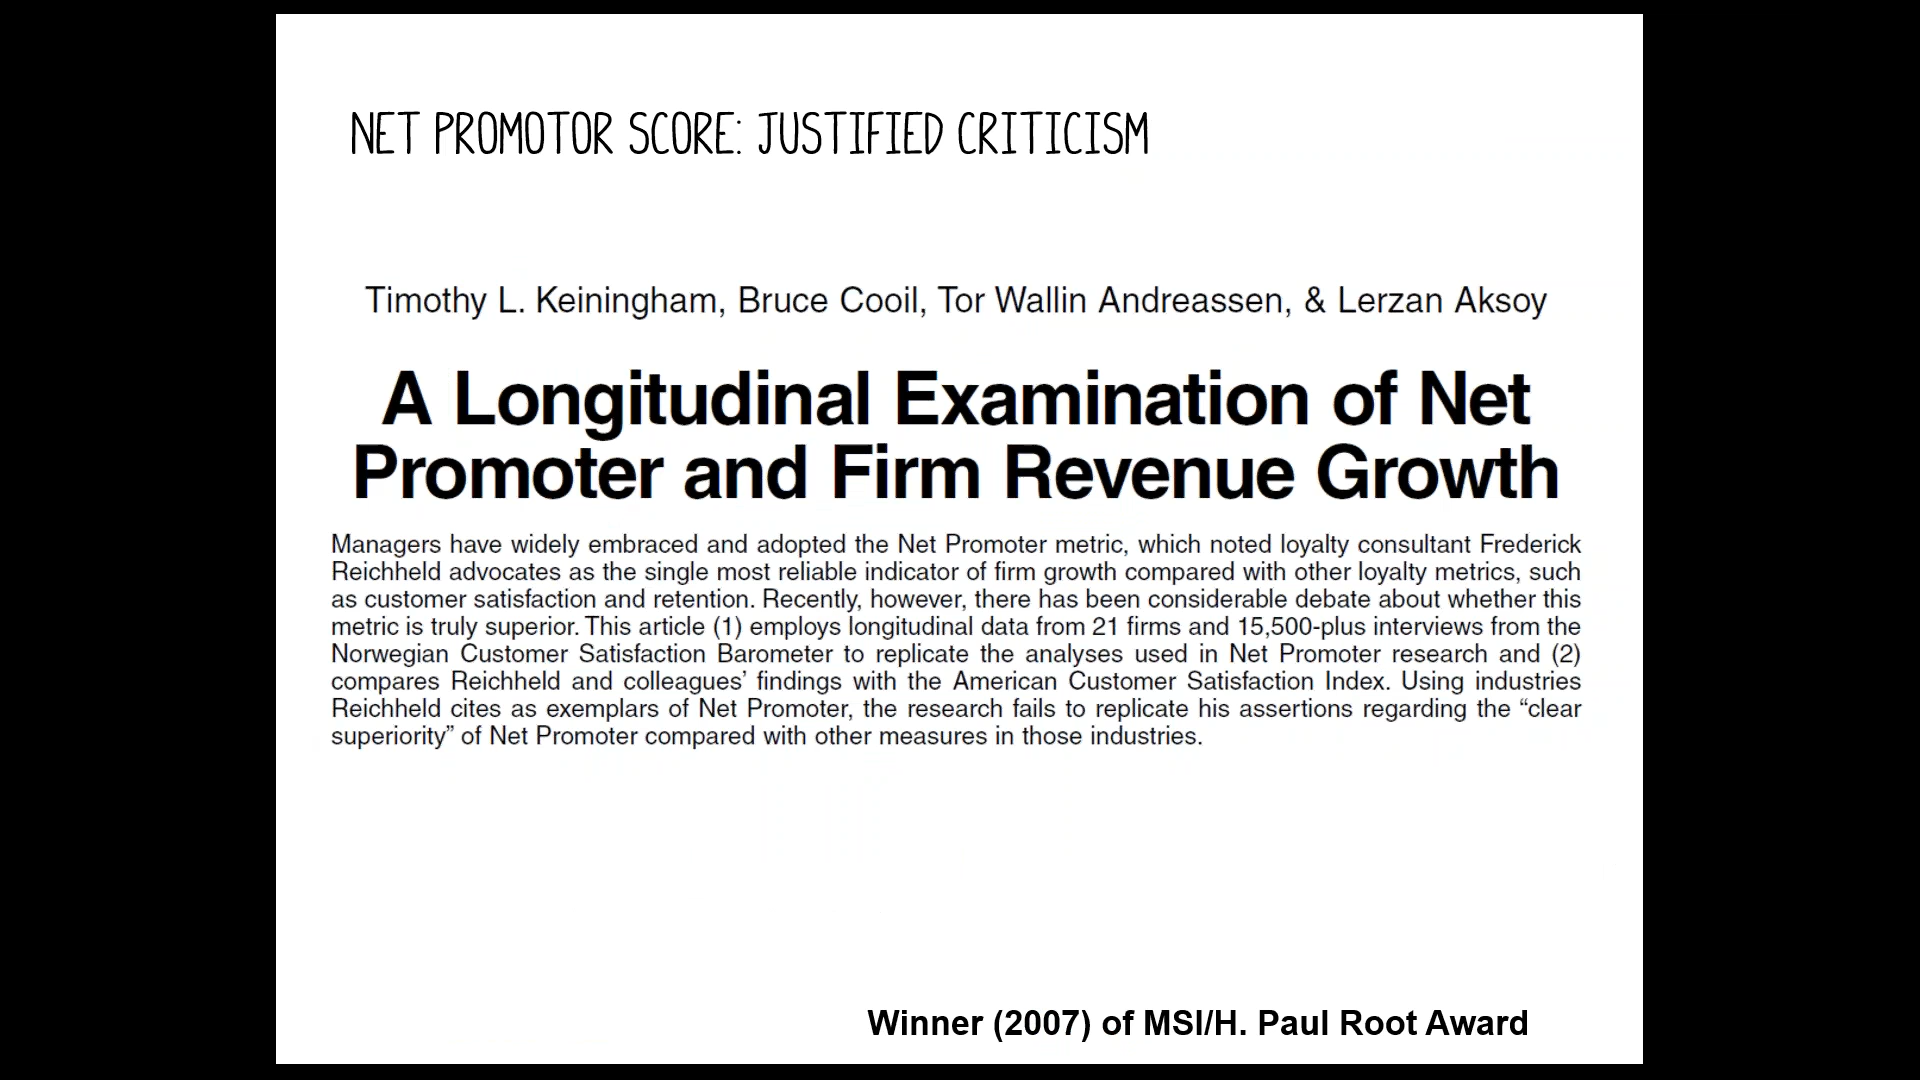 NET PROMOTOR SCORE: JUSTIFIED CRITICISM
Timothy L. Keiningham, Bruce Cooil, Tor Wallin Andreassen, & Lerzan Aksoy
A Longitudinal Examination of Net
Promoter and Firm Revenue Growth
Managers have widely embraced and adopted the Net Promoter metric, which noted loyalty consultant Frederick
Reichheld advocates as the single most reliable indicator of firm growth compared with other loyalty metrics, such
as customer satisfaction and retention. Recently, however, there has been considerable debate about whether this
metric is truly superior. This article (1) employs longitudinal data from 21 firms and 15,500-plus interviews from the
Norwegian Customer Satisfaction Barometer to replicate the analyses used in Net Promoter research and (2)
compares Reichheld and colleagues’ findings with the American Customer Satisfaction Index. Using industries
Reichheld cites as exemplars of Net Promoter, the research fails to replicate his assertions regarding the “clear
superiority” of Net Promoter compared with other measures in those industries.
Winner (2007) of MSI/H. Paul Root Award